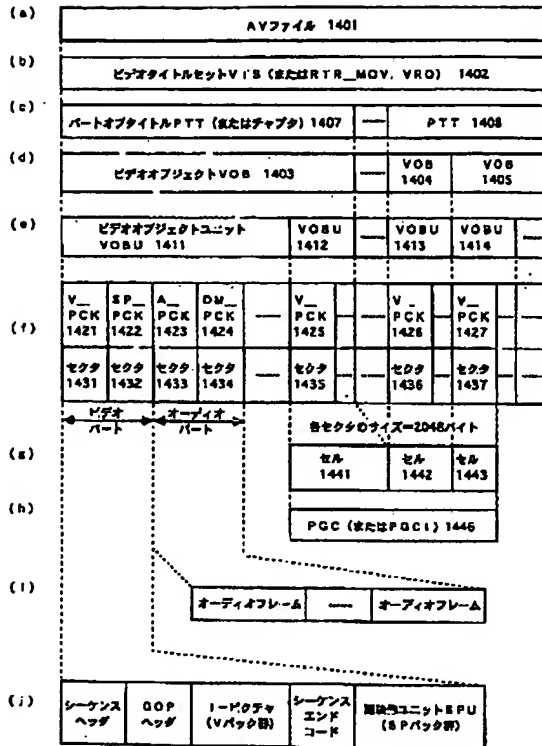 (a)
AVファイル 1401
(b)
ビデオタイトルセットVTS (またはRTR_MOV. VRO) 1402
(c)
パートオブタイトルPTT (またはチャプタ) 1407
PTT 1408
(d)
ビデオオブジェクトVOB 1403
VOB
1404
VOB
1405
(e)
ビデオオブジェクトユニット
VOBU 1411
VOBU
1412
VOBU
1413
VOBU
1414
(f)
V_
PCK
1421
SP_
PCK
1422
A_
PCK
1423
DM_
PCK
1424
V_
PCK
1425
V_
PCK
1426
V_
PCK
1427
セクタ
1431
セクタ
1432
セクタ
1433
セクタ
1434
セクタ
1435
セクタ
1436
セクタ
1437
ビデオ
パート
オーディオ
パート
各セクタのサイズ=2048バイト
(g)
セル
1441
セル
1442
セル
1443
(h)
PGC (またはPGCI) 1446
(i)
オーディオフレーム
オーディオフレーム
(j)
シーケンス
ヘッダ
GOP
ヘッダ
I-ピクチャ
(Vパック群)
シーケンス
エンド
コード
副映像ユニットSPU
(SPパック群)